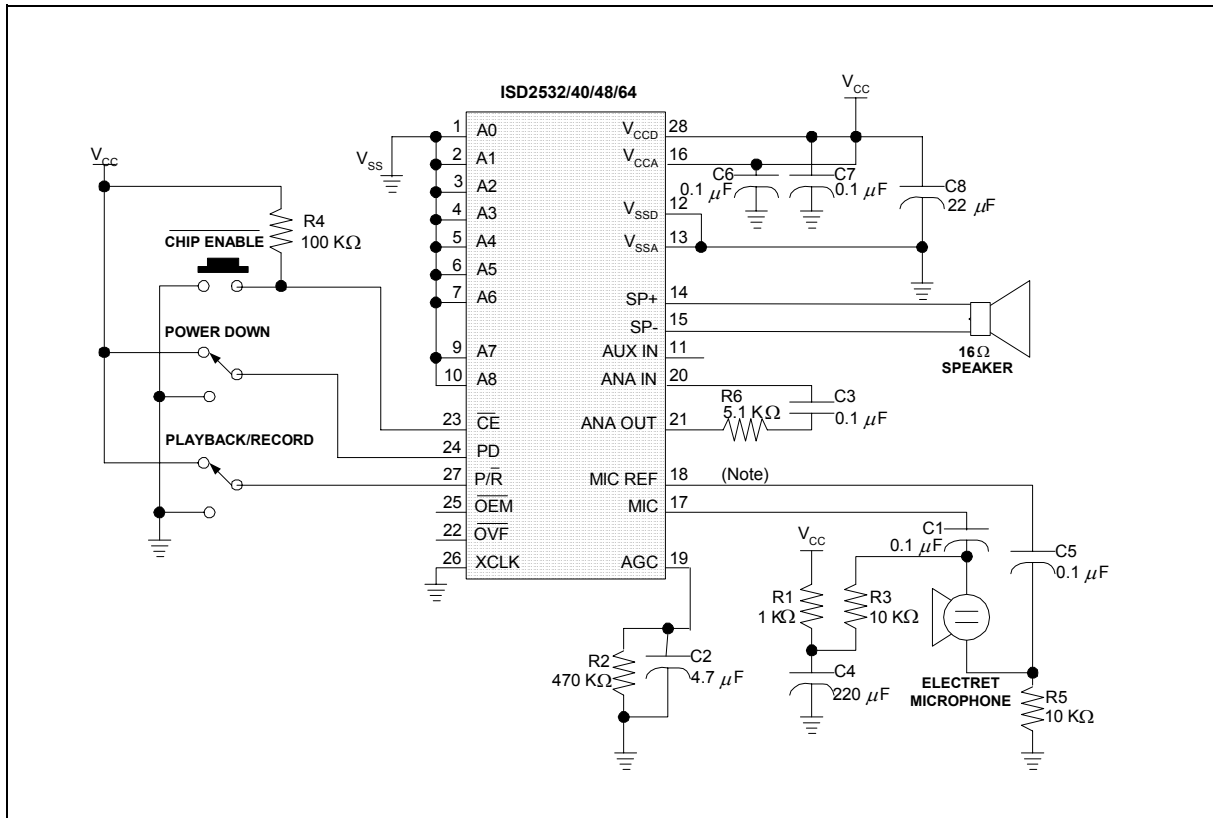 ISD2532/40/48/64
V_CC
V_SS
V_CC
1 A0
2 A1
3 A2
4 A3
5 A4
6 A5
7 A6
9 A7
10 A8
23 CE
24 PD
27 P/R
25 OEM
22 OVF
26 XCLK
V_CCD 28
V_CCA 16
V_SSD 12
V_SSA 13
SP+ 14
SP- 15
AUX IN 11
ANA IN 20
ANA OUT 21
MIC REF 18 (Note)
MIC 17
AGC 19
R4
100 KΩ
CHIP ENABLE
POWER DOWN
PLAYBACK/RECORD
C6
0.1 µF
C7
0.1 µF
C8
22 µF
16Ω
SPEAKER
R6
5.1 KΩ
C3
0.1 µF
C1
0.1 µF
C5
0.1 µF
V_CC
R1
1 KΩ
R3
10 KΩ
C4
220 µF
R2
470 KΩ
C2
4.7 µF
ELECTRET
MICROPHONE
R5
10 KΩ